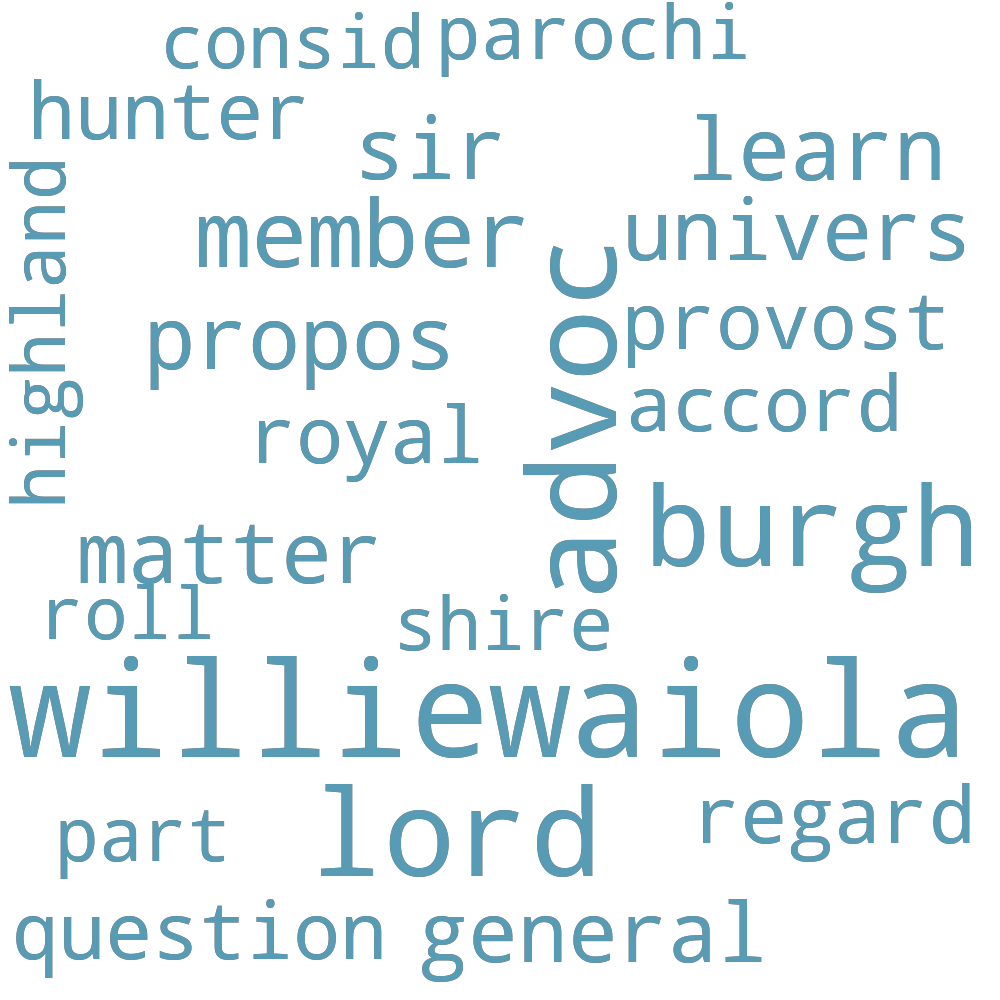 consid parochi
hunter
sir learn
highland
member univers
advoc
propos provost
accord
royal
burgh
matter
roll shire
williewaiola
part lord regard
question general